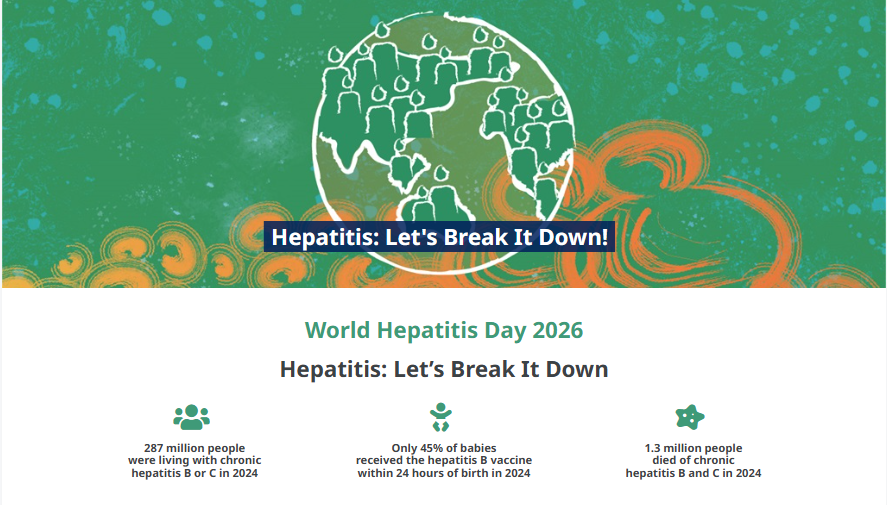 Hepatitis: Let's Break It Down!
World Hepatitis Day 2026
Hepatitis: Let’s Break It Down
287 million people
were living with chronic
hepatitis B or C in 2024
Only 45% of babies
received the hepatitis B vaccine
within 24 hours of birth in 2024
1.3 million people
died of chronic
hepatitis B and C in 2024